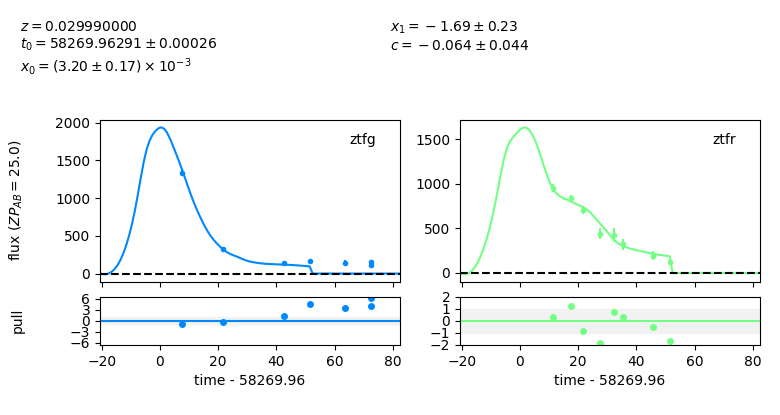 z = 0.029990000
t₀ = 58269.96291 ± 0.00026
x₀ = (3.20 ± 0.17) × 10⁻³
x₁ = −1.69 ± 0.23
c = −0.064 ± 0.044
flux (ZP_AB = 25.0)
2000
1500
1000
500
0
ztfg
1500
1000
500
0
ztfr
pull
6
3
0
−3
−6
−20
0
20
40
60
80
time - 58269.96
2
1
0
−1
−2
−20
0
20
40
60
80
time - 58269.96